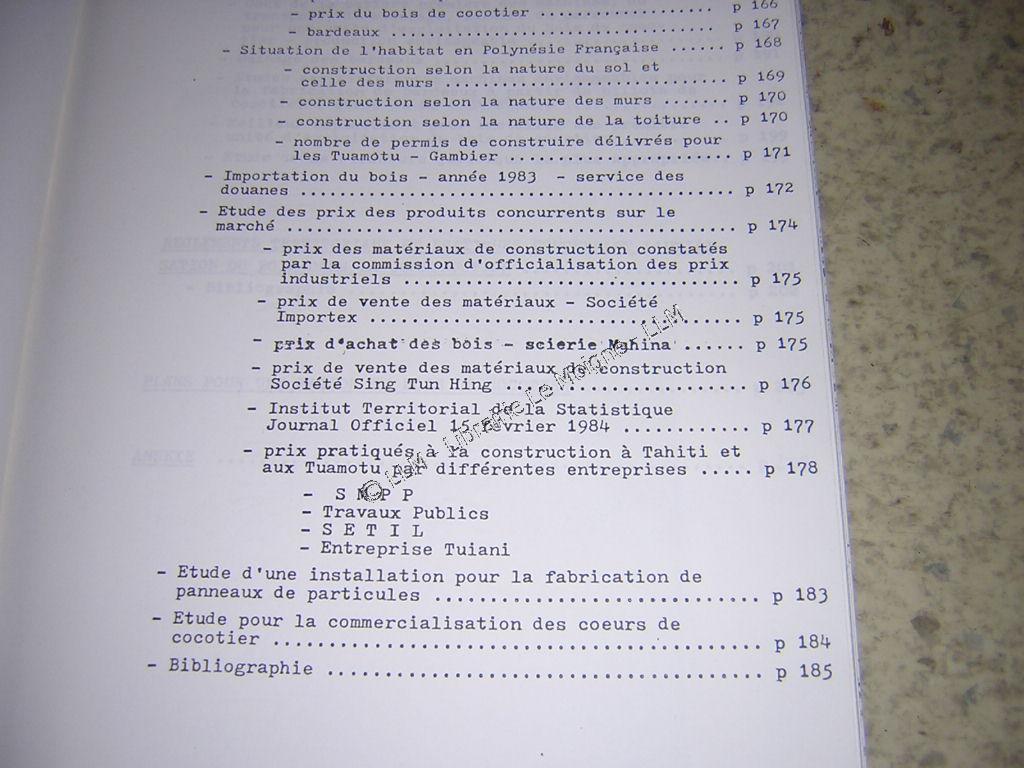 - prix du bois de cocotier .................. p 166
- bardeaux .................................. p 167
- Situation de l'habitat en Polynésie Française ...... p 168
- construction selon la nature du sol et
celle des murs ............................ p 169
- construction selon la nature des murs ....... p 170
- construction selon la nature de la toiture .. p 170
- nombre de permis de construire délivrés pour
les Tuamotu - Gambier ....................... p 171
- Importation du bois - année 1983 - service des
douanes ............................................ p 172
- Etude des prix des produits concurrents sur le
marché ............................................. p 174
- prix des matériaux de construction constatés
par la commission d'officialisation des prix
industriels .................................. p 175
- prix de vente des matériaux - Société
Importex ..................................... p 175
- prix d'achat des bois - scierie Mahina ...... p 175
- prix de vente des matériaux de construction
Société Sing Tun Hing ........................ p 176
- Institut Territorial de la Statistique
Journal Officiel 15 février 1984 ............ p 177
- prix pratiqués à la construction à Tahiti et
aux Tuamotu par différentes entreprises ..... p 178
- S M P P
- Travaux Publics
- S E T I L
- Entreprise Tuiani
- Etude d'une installation pour la fabrication de
panneaux de particules ............................. p 183
- Etude pour la commercialisation des coeurs de
cocotier ........................................... p 184
- Bibliographie ...................................... p 185
© LLM - Librairie Le Moigner, LLM
ANNEXE